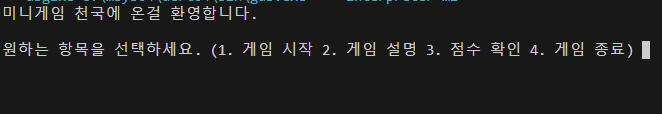 미니게임 천국에 온걸 환영합니다.
원하는 항목을 선택하세요. (1. 게임 시작 2. 게임 설명 3. 점수 확인 4. 게임 종료)